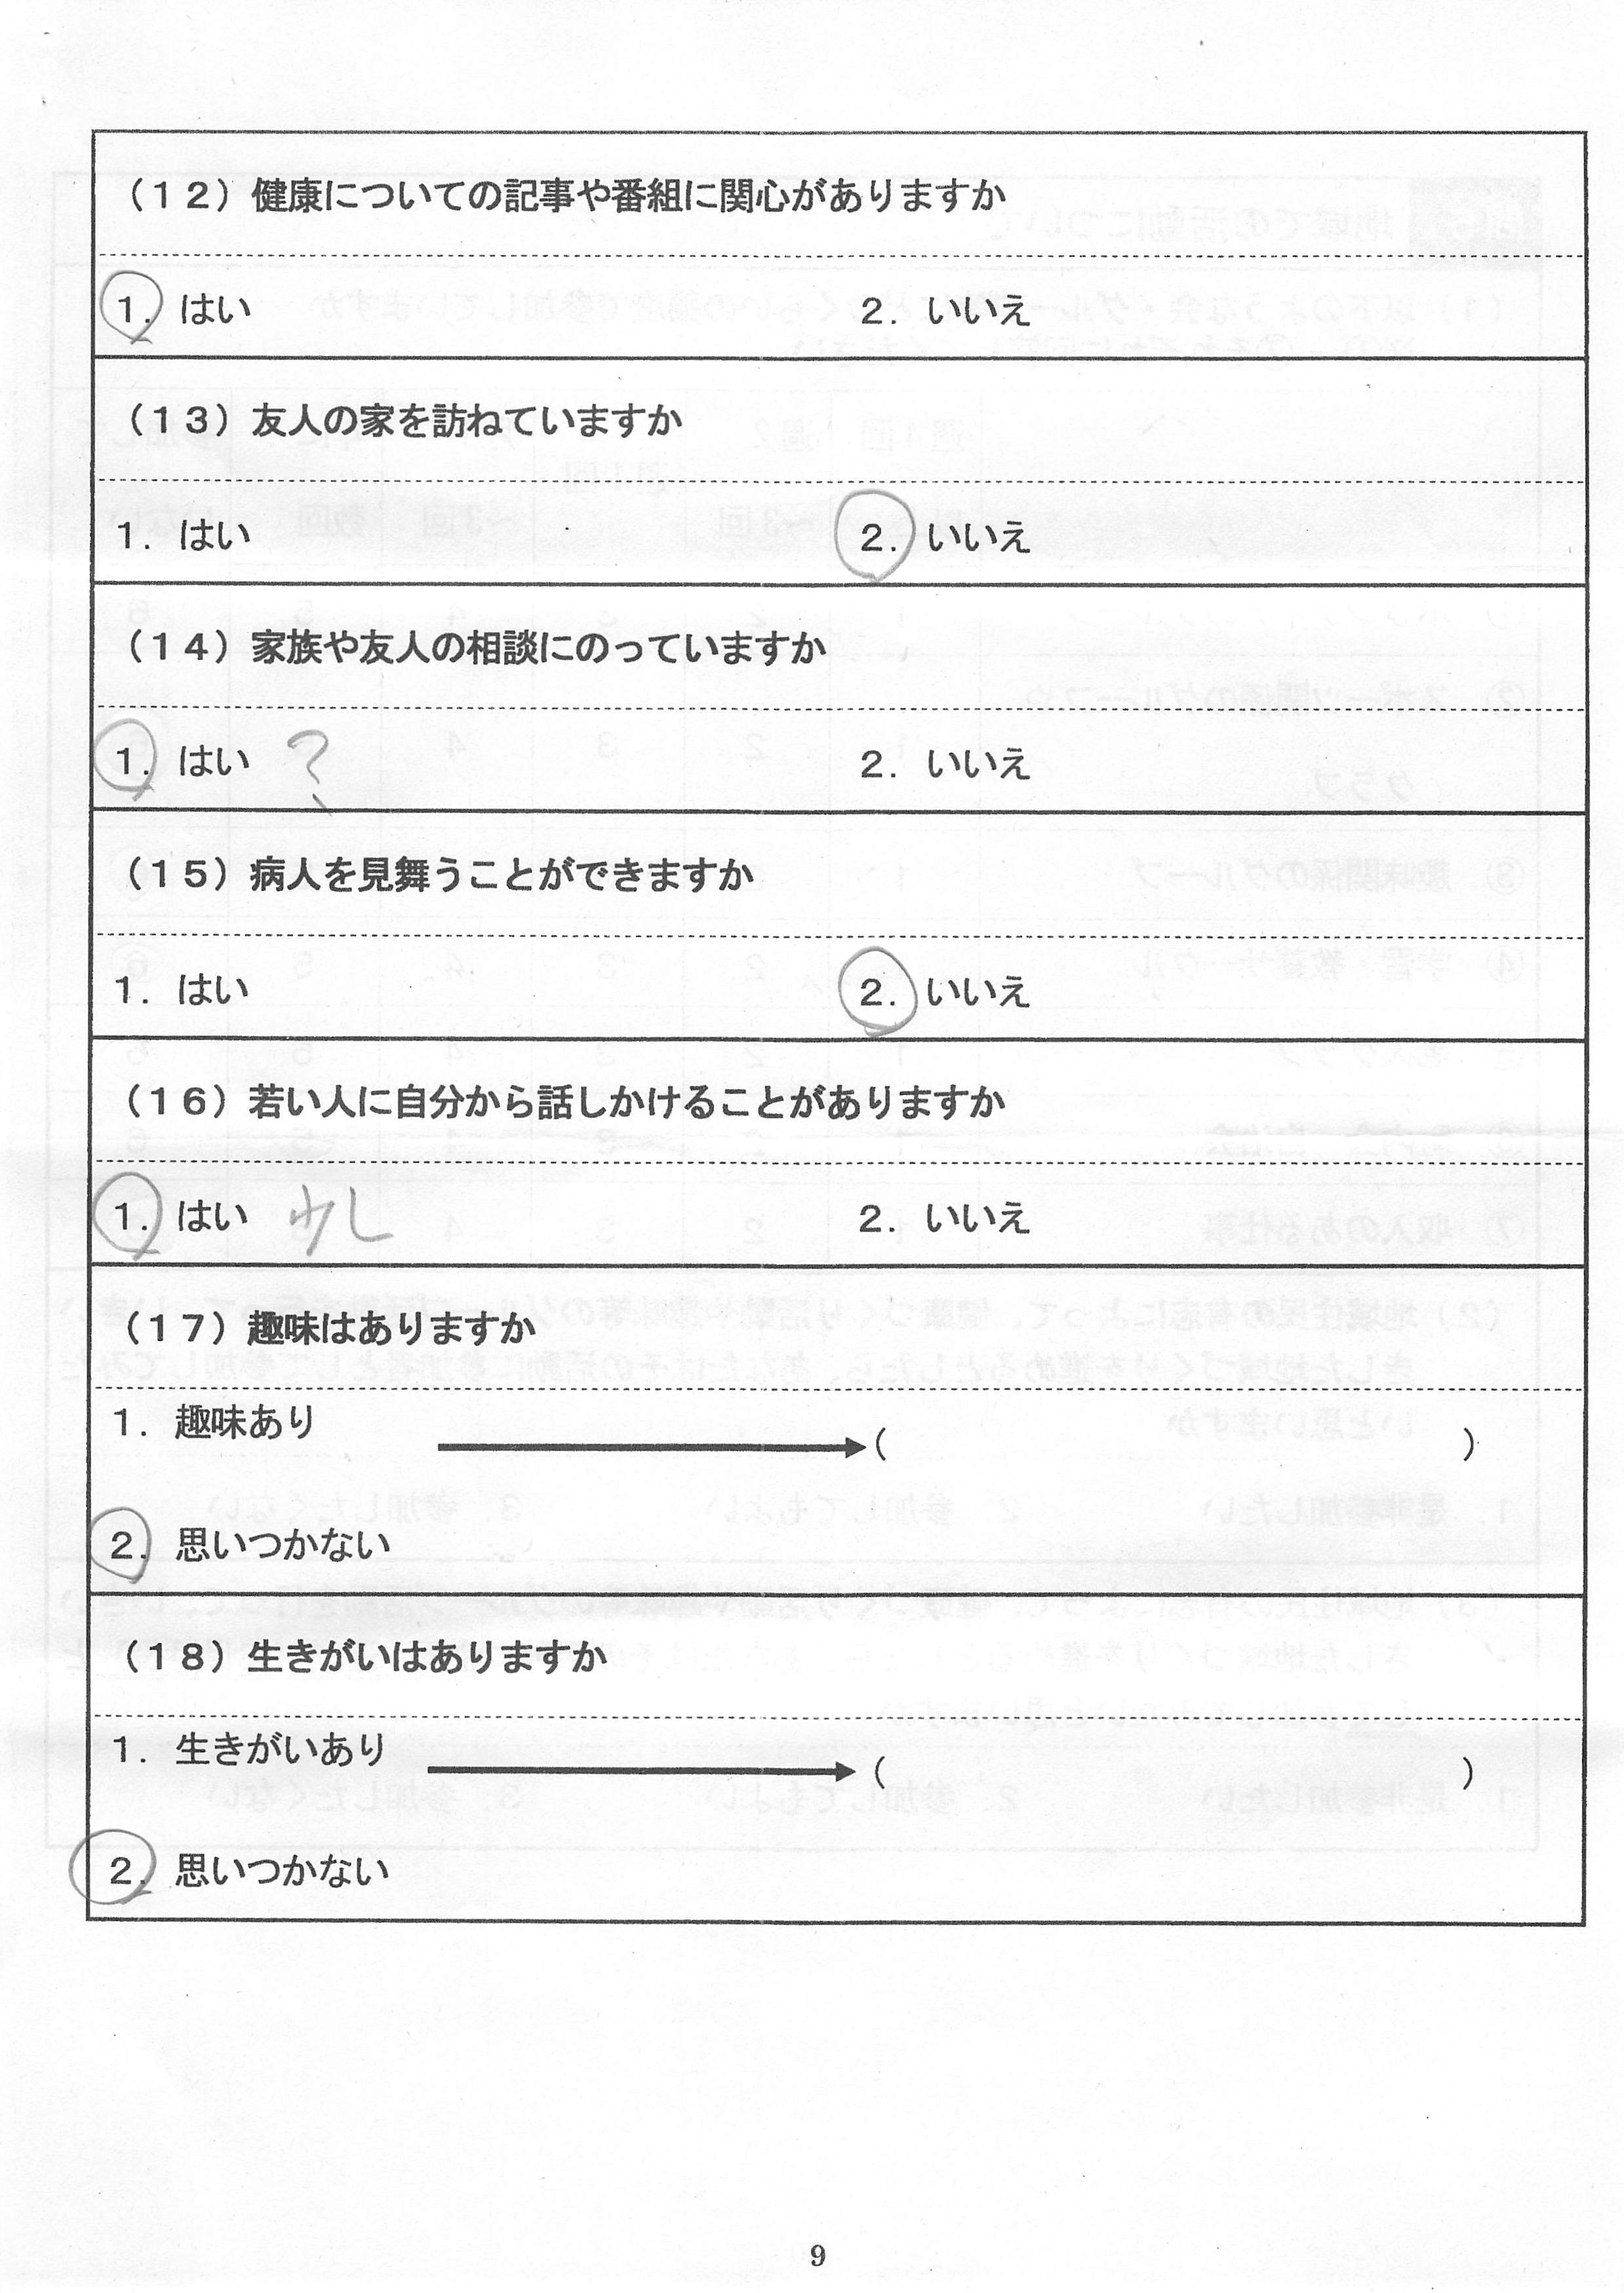 （１２）健康についての記事や番組に関心がありますか
1. はい 2. いいえ
（１３）友人の家を訪ねていますか
1. はい 2. いいえ
（１４）家族や友人の相談にのっていますか
1. はい ? 2. いいえ
（１５）病人を見舞うことができますか
1. はい 2. いいえ
（１６）若い人に自分から話しかけることがありますか
1. はい 少し 2. いいえ
（１７）趣味はありますか
1. 趣味あり ( )
2. 思いつかない
（１８）生きがいはありますか
1. 生きがいあり ( )
2. 思いつかない
9